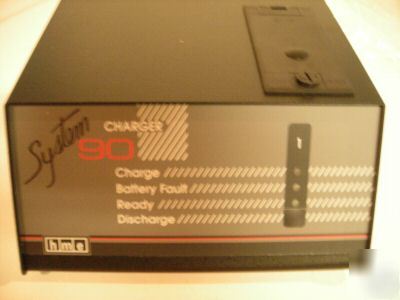 System
CHARGER
90
Charge
Battery Fault
Ready
Discharge
hme